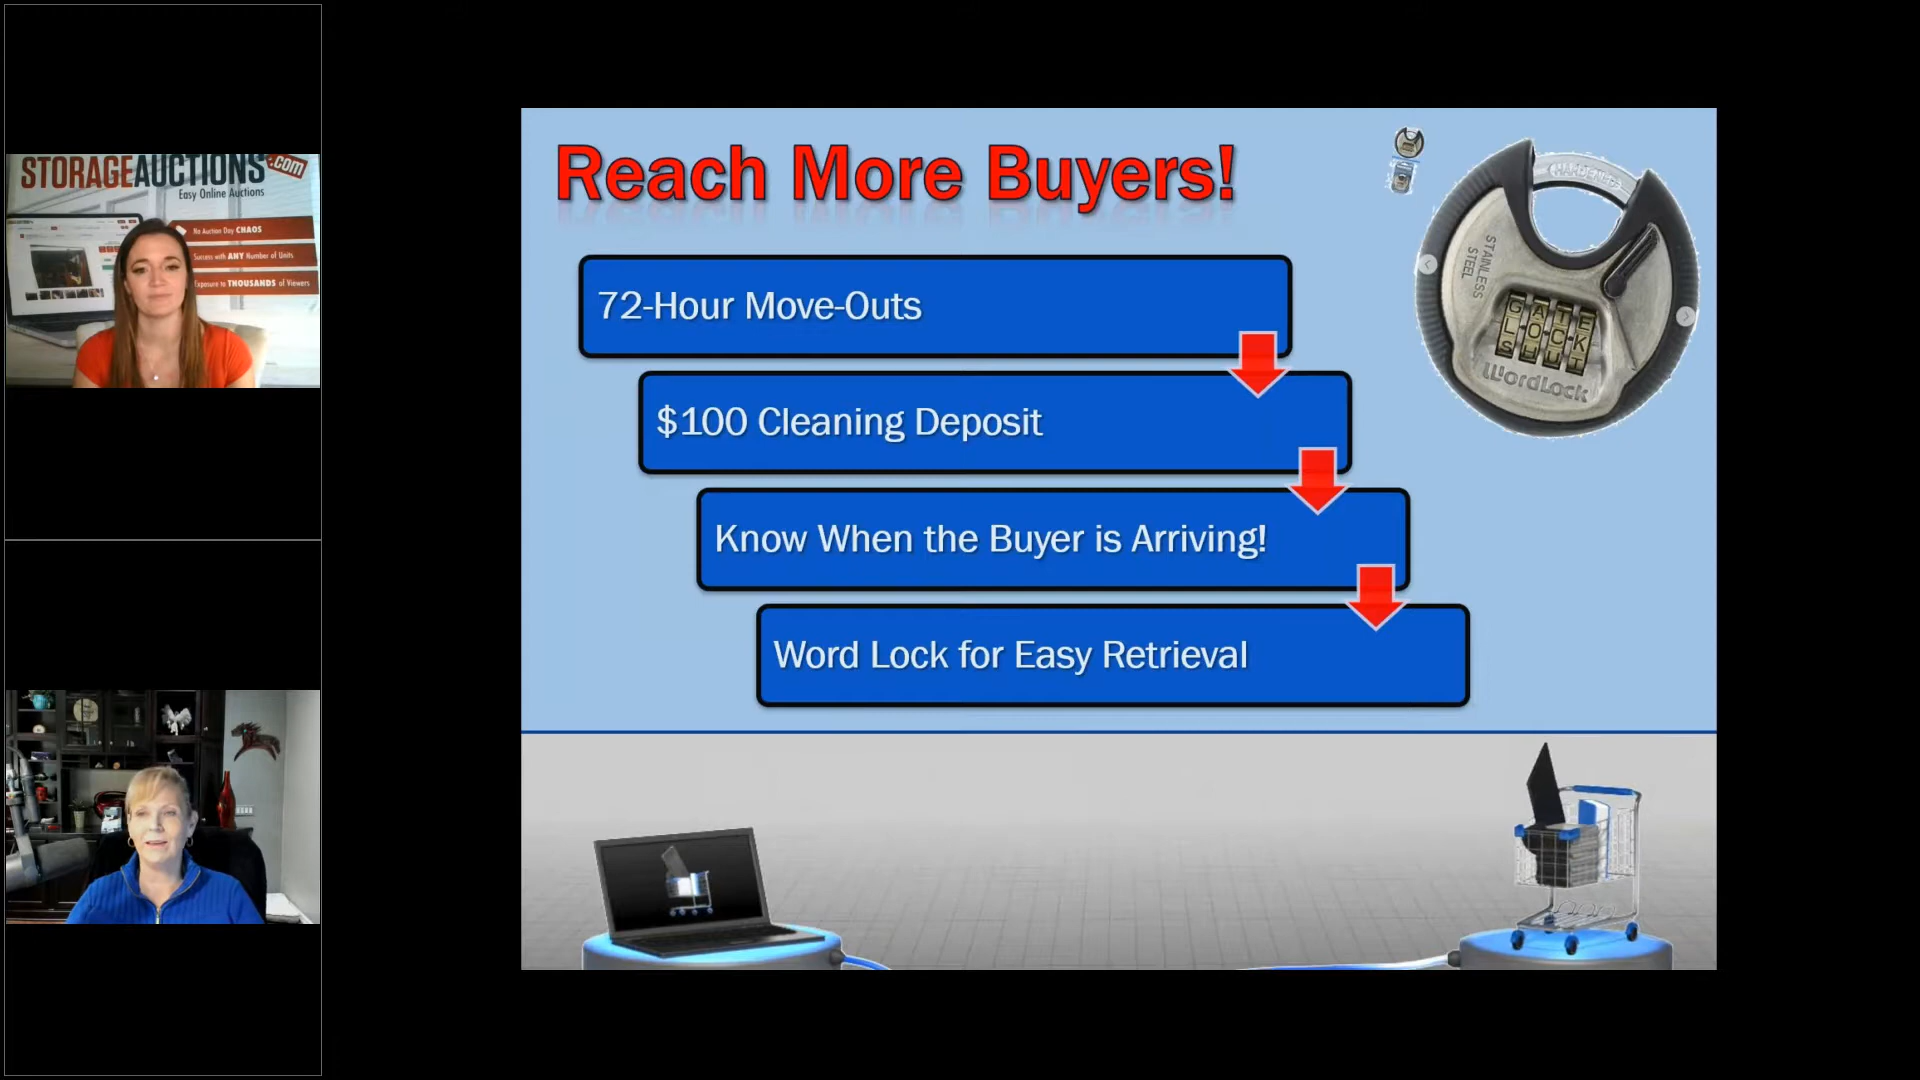 STORAGEAUCTIONS.com
Easy Online Auctions
No Auction Day CHAOS
Success with ANY Number of Units
Exposure to THOUSANDS of Viewers
Reach More Buyers!
72-Hour Move-Outs
$100 Cleaning Deposit
Know When the Buyer is Arriving!
Word Lock for Easy Retrieval
HARDENED
STAINLESS
STEEL
GATE
LOCK
SHUT
WordLock